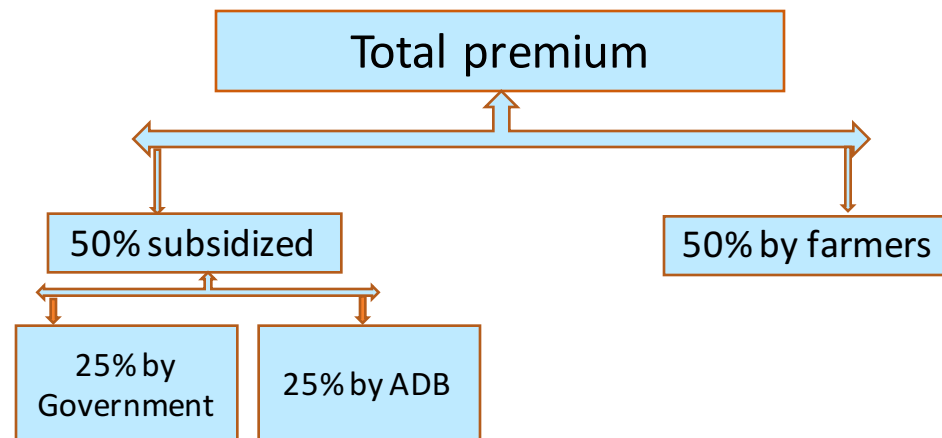 Total premium
50% subsidized
50% by farmers
25% by
Government
25% by ADB